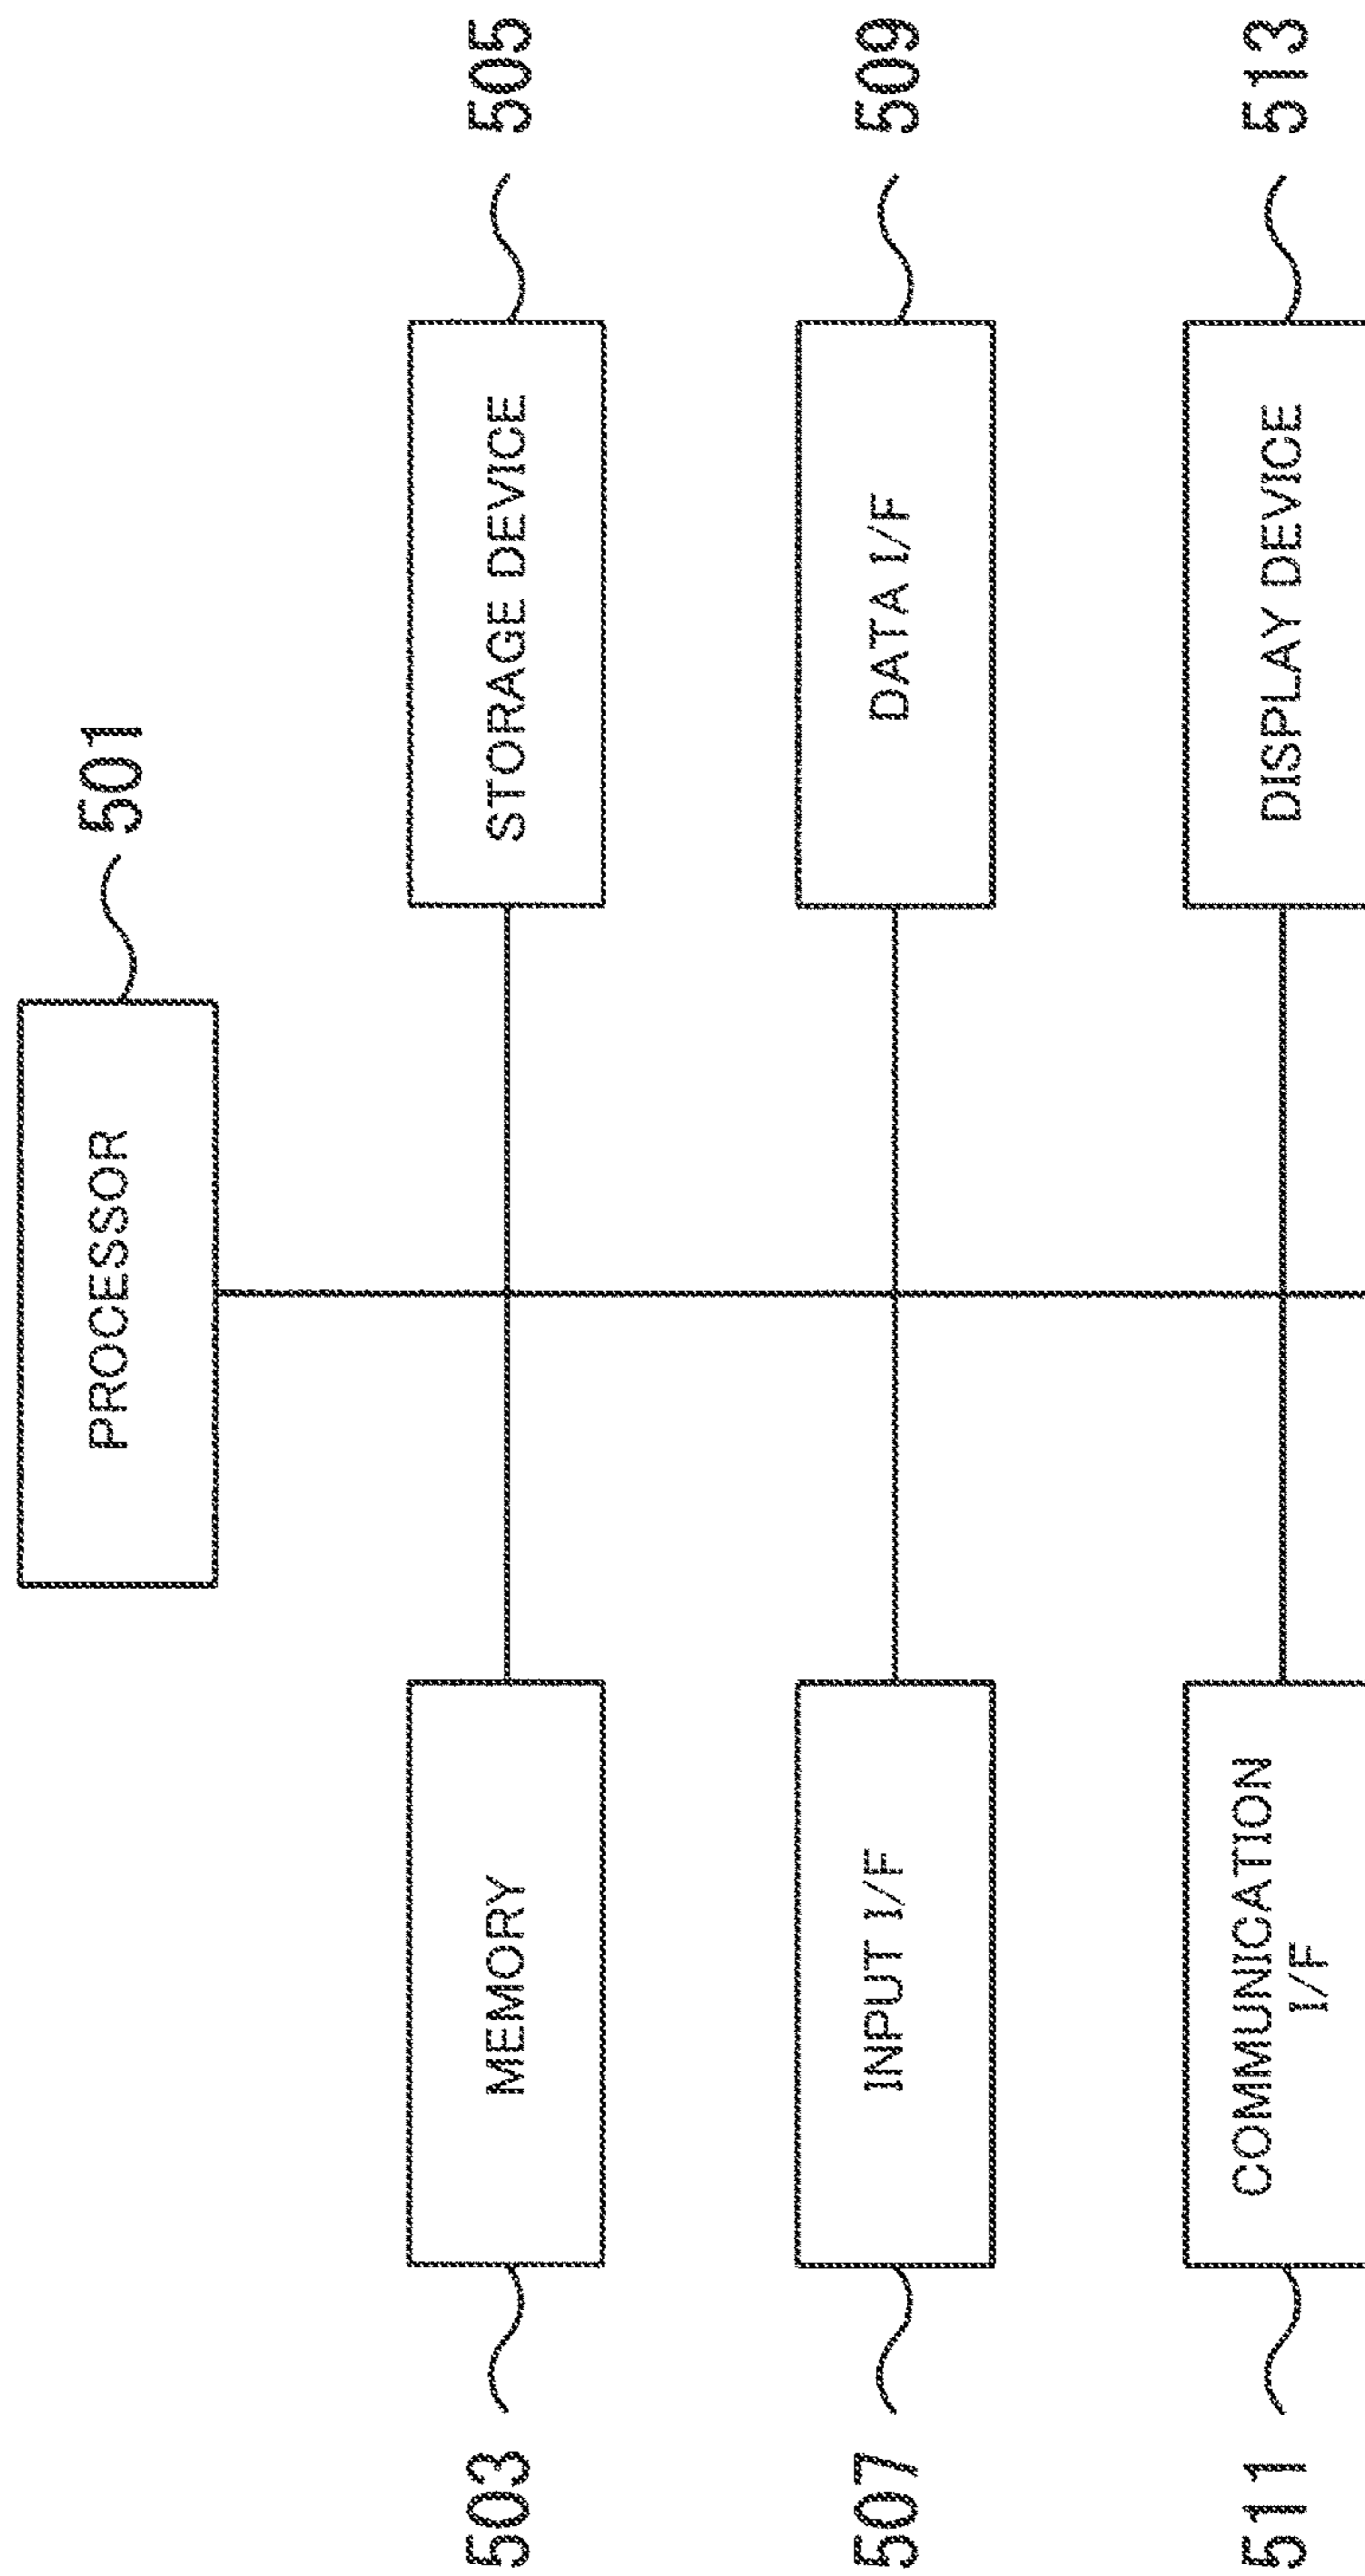 501
PROCESSOR
503
MEMORY
STORAGE DEVICE
505
507
INPUT I/F
DATA I/F
509
511
COMMUNICATION
I/F
DISPLAY DEVICE
513